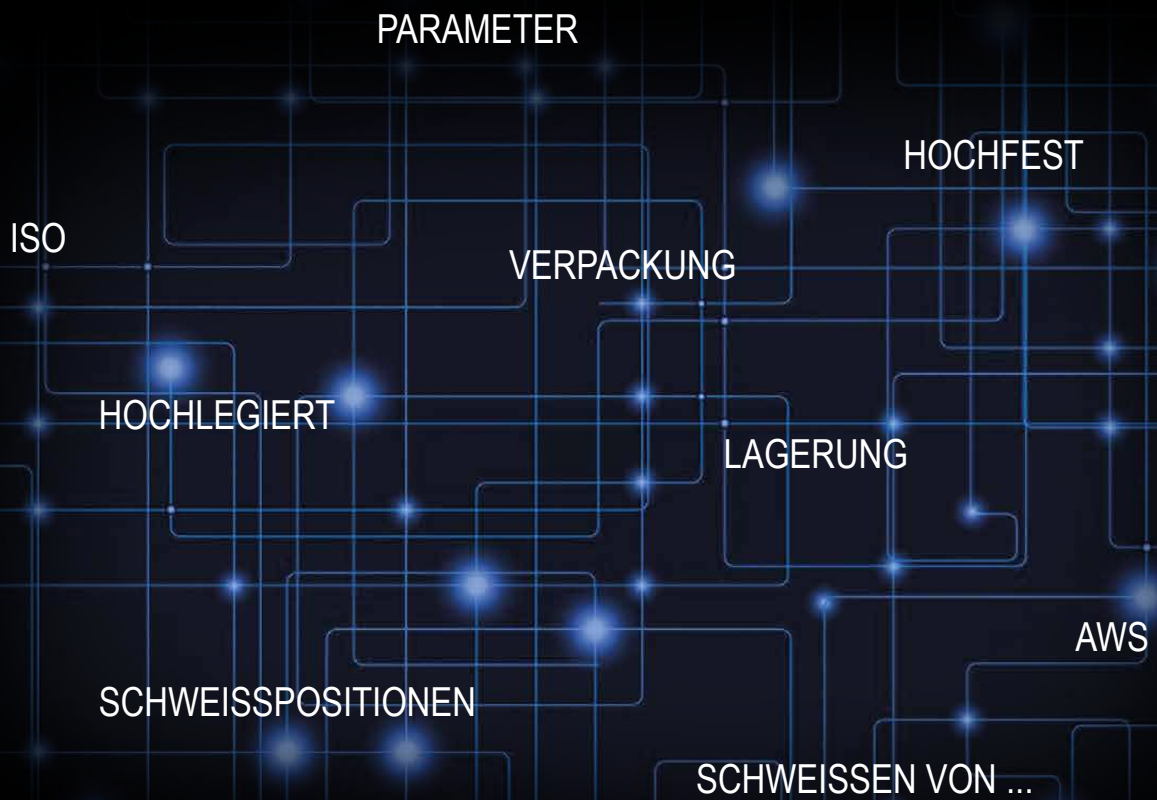 PARAMETER
HOCHFEST
ISO
VERPACKUNG
HOCHLEGIERT
LAGERUNG
AWS
SCHWEISSPOSITIONEN
SCHWEISSEN VON ...